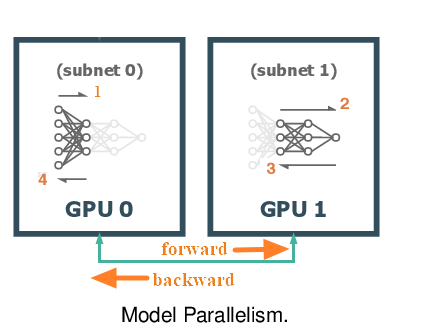 (subnet 0)
1
4
GPU 0
(subnet 1)
2
3
GPU 1
forward
backward
Model Parallelism.